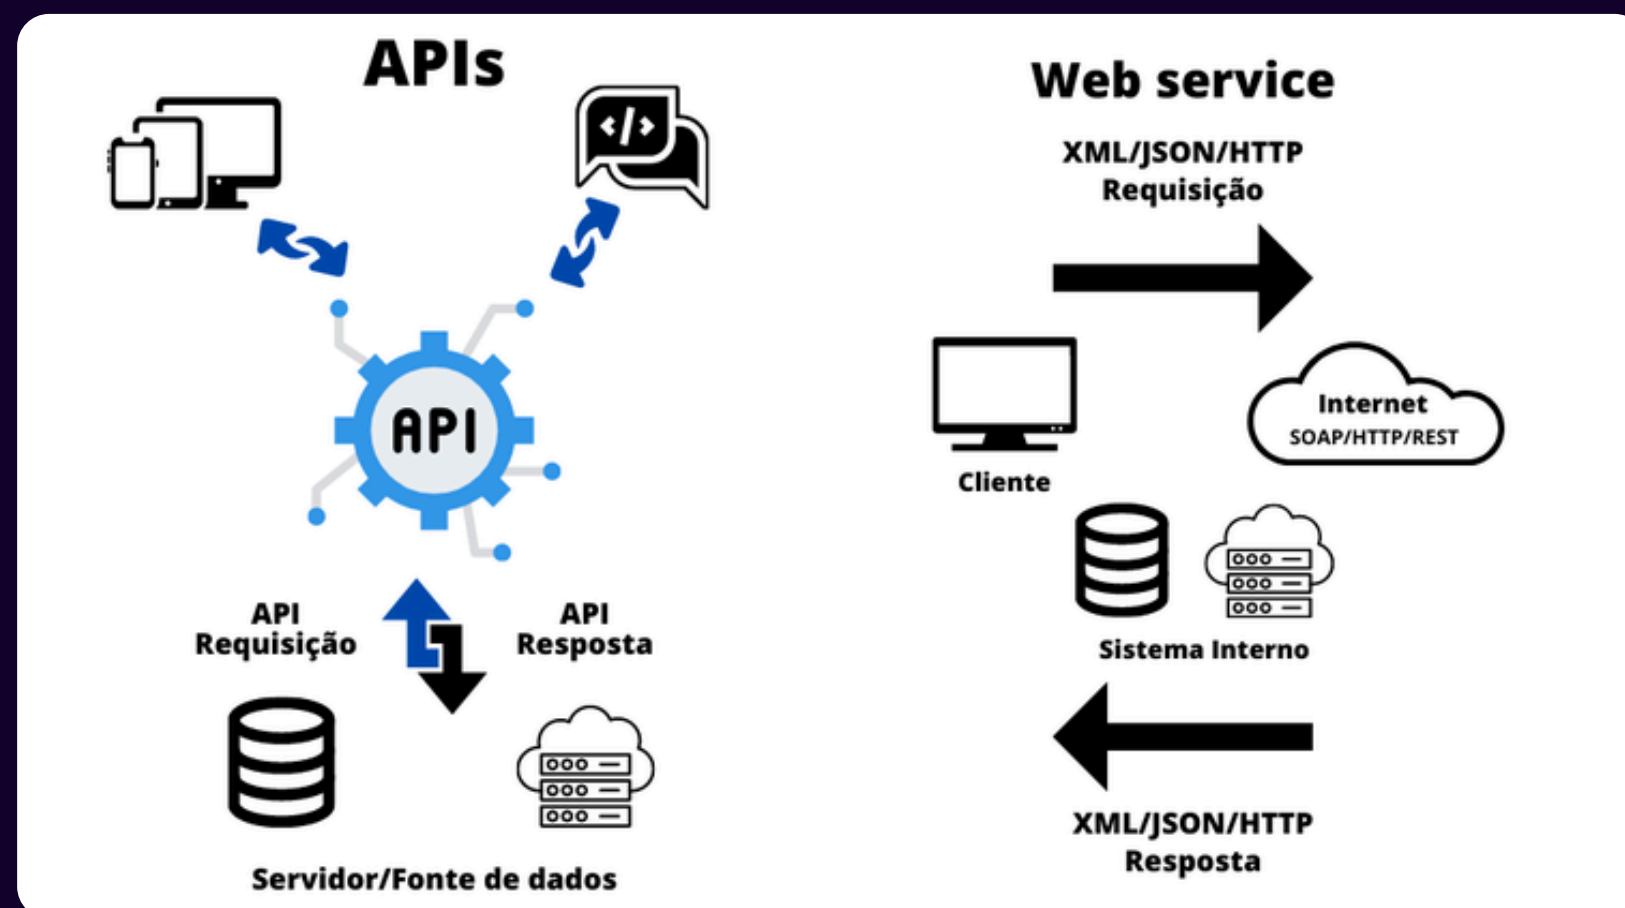 APIs
</>
API
API
Requisição
API
Resposta
Servidor/Fonte de dados
Web service
XML/JSON/HTTP
Requisição
Internet
SOAP/HTTP/REST
Cliente
Sistema Interno
XML/JSON/HTTP
Resposta